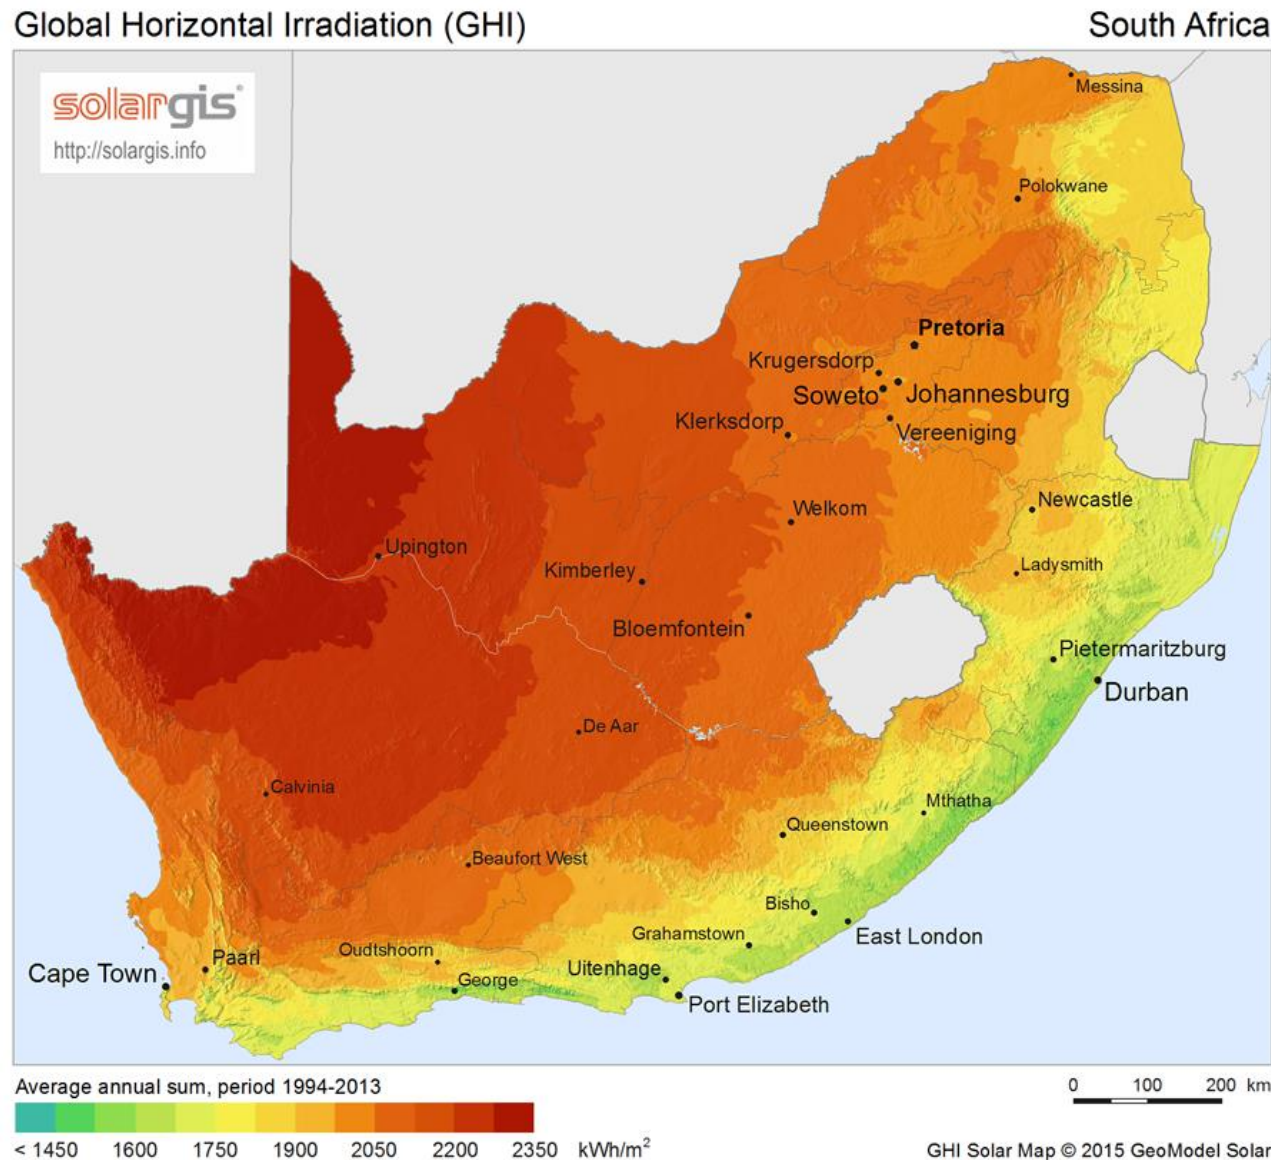 Global Horizontal Irradiation (GHI)
South Africa
solargis®
http://solargis.info
Messina
Polokwane
Pretoria
Krugersdorp
Soweto
Johannesburg
Klerksdorp
Vereeniging
Welkom
Newcastle
Upington
Ladysmith
Kimberley
Bloemfontein
Pietermaritzburg
Durban
De Aar
Calvinia
Mthatha
Queenstown
Beaufort West
Bisho
Grahamstown
East London
Oudtshoorn
Paarl
Cape Town
George
Uitenhage
Port Elizabeth
Average annual sum, period 1994-2013
0 100 200 km
< 1450 1600 1750 1900 2050 2200 2350 kWh/m²
GHI Solar Map © 2015 GeoModel Solar